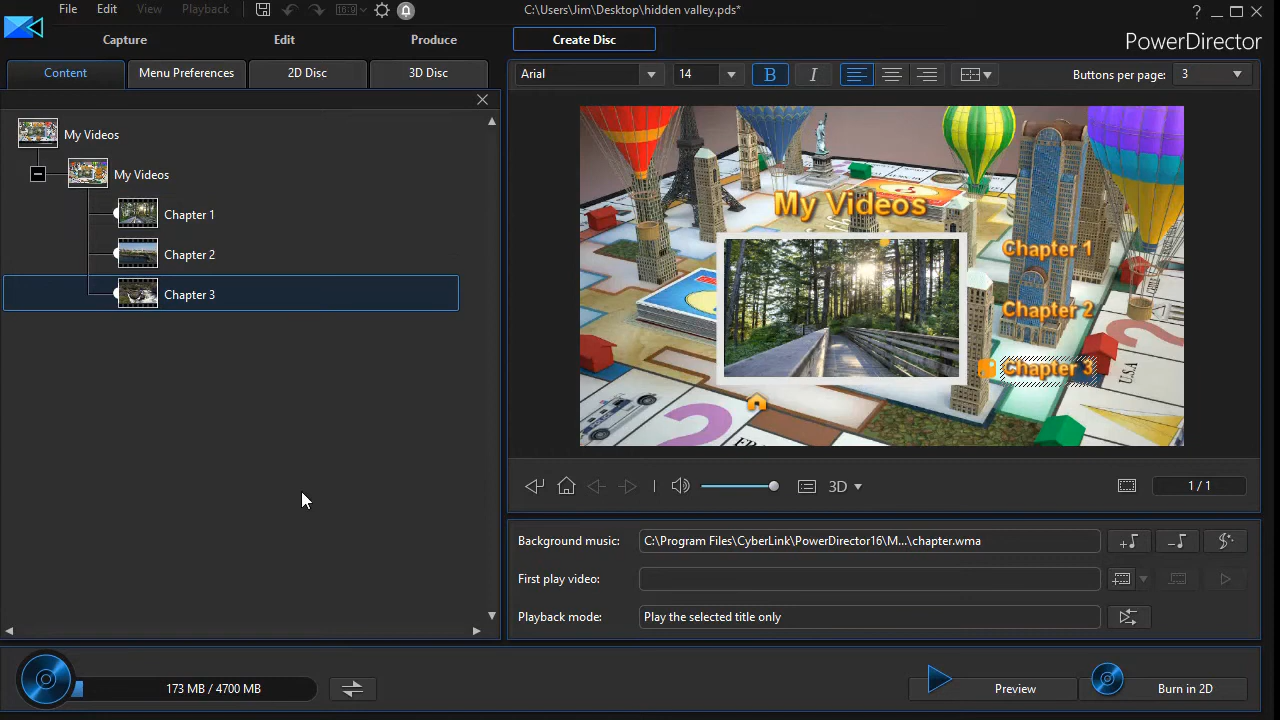 File Edit View Playback 16:9 C:\Users\Jim\Desktop\hidden valley.pds* ?
Capture Edit Produce Create Disc PowerDirector
Content Menu Preferences 2D Disc 3D Disc
Arial 14 B I Buttons per page: 3
My Videos
My Videos
Chapter 1
Chapter 2
Chapter 3
My Videos
Chapter 1
Chapter 2
Chapter 3
U.S.A
3D 1 / 1
Background music: C:\Program Files\CyberLink\PowerDirector16\M...\chapter.wma
First play video:
Playback mode: Play the selected title only
173 MB / 4700 MB Preview Burn in 2D